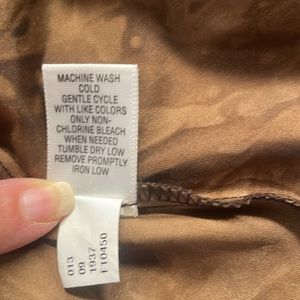 MACHINE WASH
COLD
GENTLE CYCLE
WITH LIKE COLORS
ONLY NON-
CHLORINE BLEACH
WHEN NEEDED
TUMBLE DRY LOW
REMOVE PROMPTLY
IRON LOW
013
09
1937
F10450